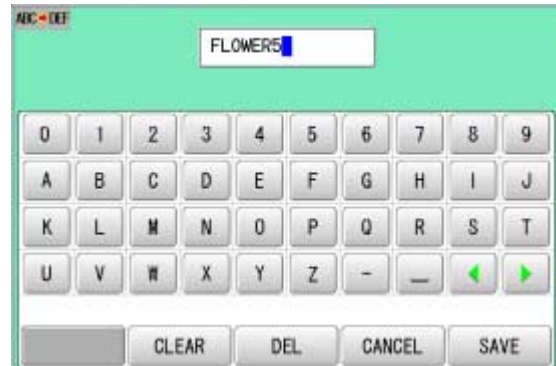 ABC➡DEF
FLOWER5
0 1 2 3 4 5 6 7 8 9
A B C D E F G H I J
K L M N O P Q R S T
U V W X Y Z - _
CLEAR DEL CANCEL SAVE